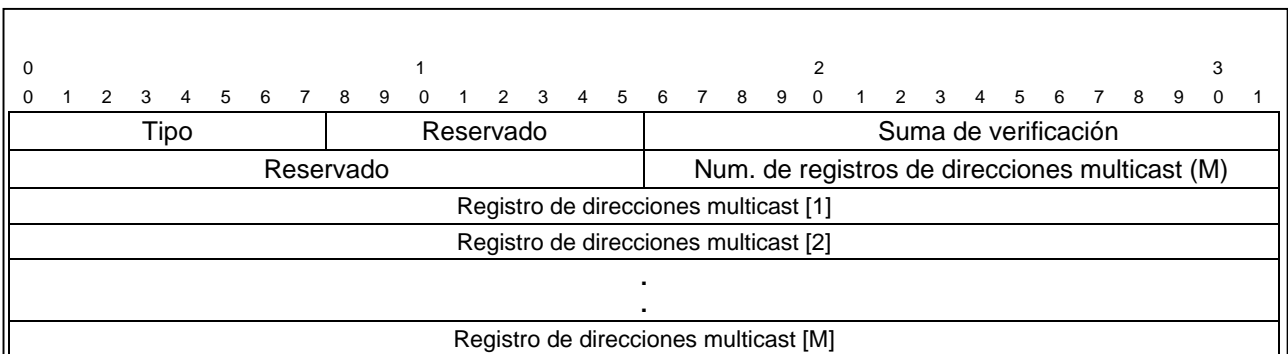 0 1 2 3
0 1 2 3 4 5 6 7 8 9 0 1 2 3 4 5 6 7 8 9 0 1 2 3 4 5 6 7 8 9 0 1
Tipo Reservado Suma de verificación
Reservado Num. de registros de direcciones multicast (M)
Registro de direcciones multicast [1]
Registro de direcciones multicast [2]
.
.
Registro de direcciones multicast [M]